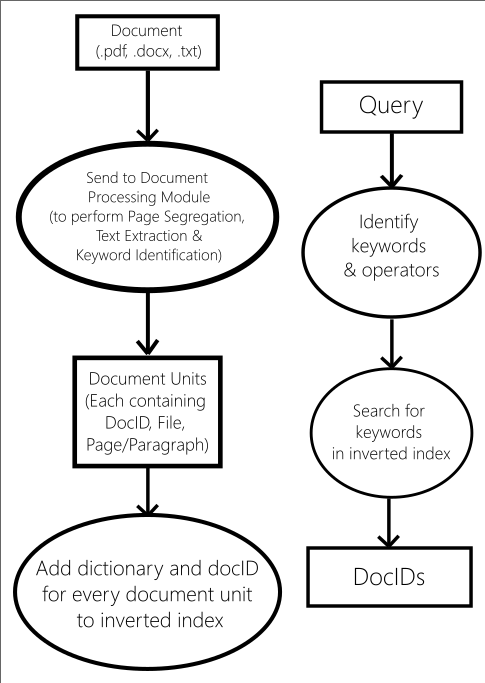 Document
(.pdf, .docx, .txt)
Send to Document
Processing Module
(to perform Page Segregation,
Text Extraction &
Keyword Identification)
Document Units
(Each containing
DocID, File,
Page/Paragraph)
Add dictionary and docID
for every document unit
to inverted index
Query
Identify
keywords
& operators
Search for
keywords
in inverted index
DocIDs